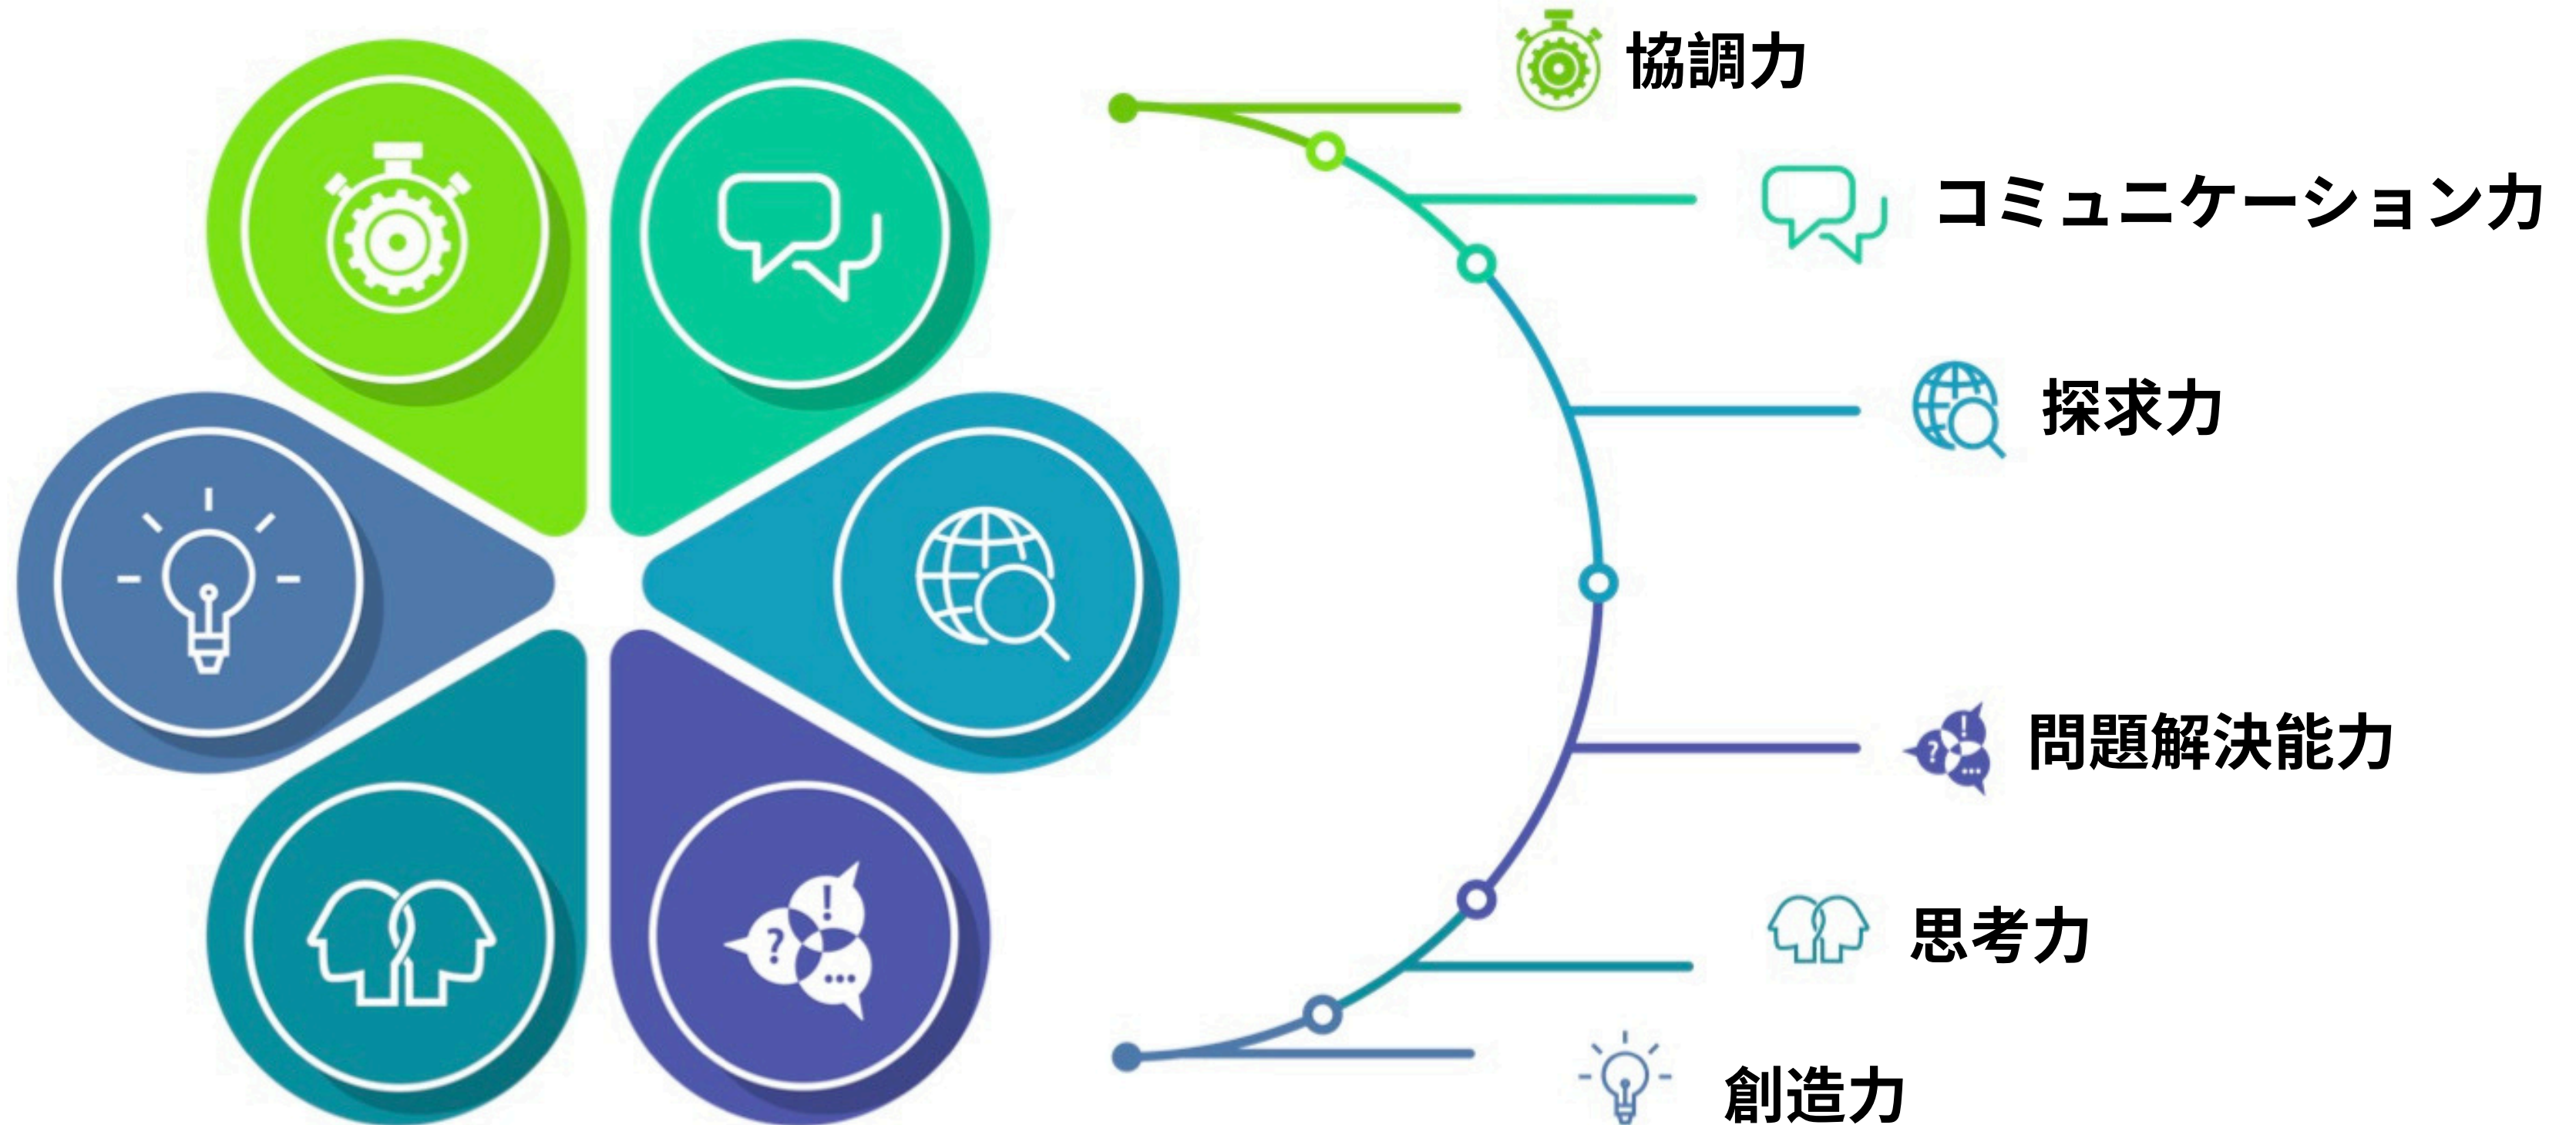 協調力
コミュニケーション力
探求力
問題解決能力
思考力
創造力